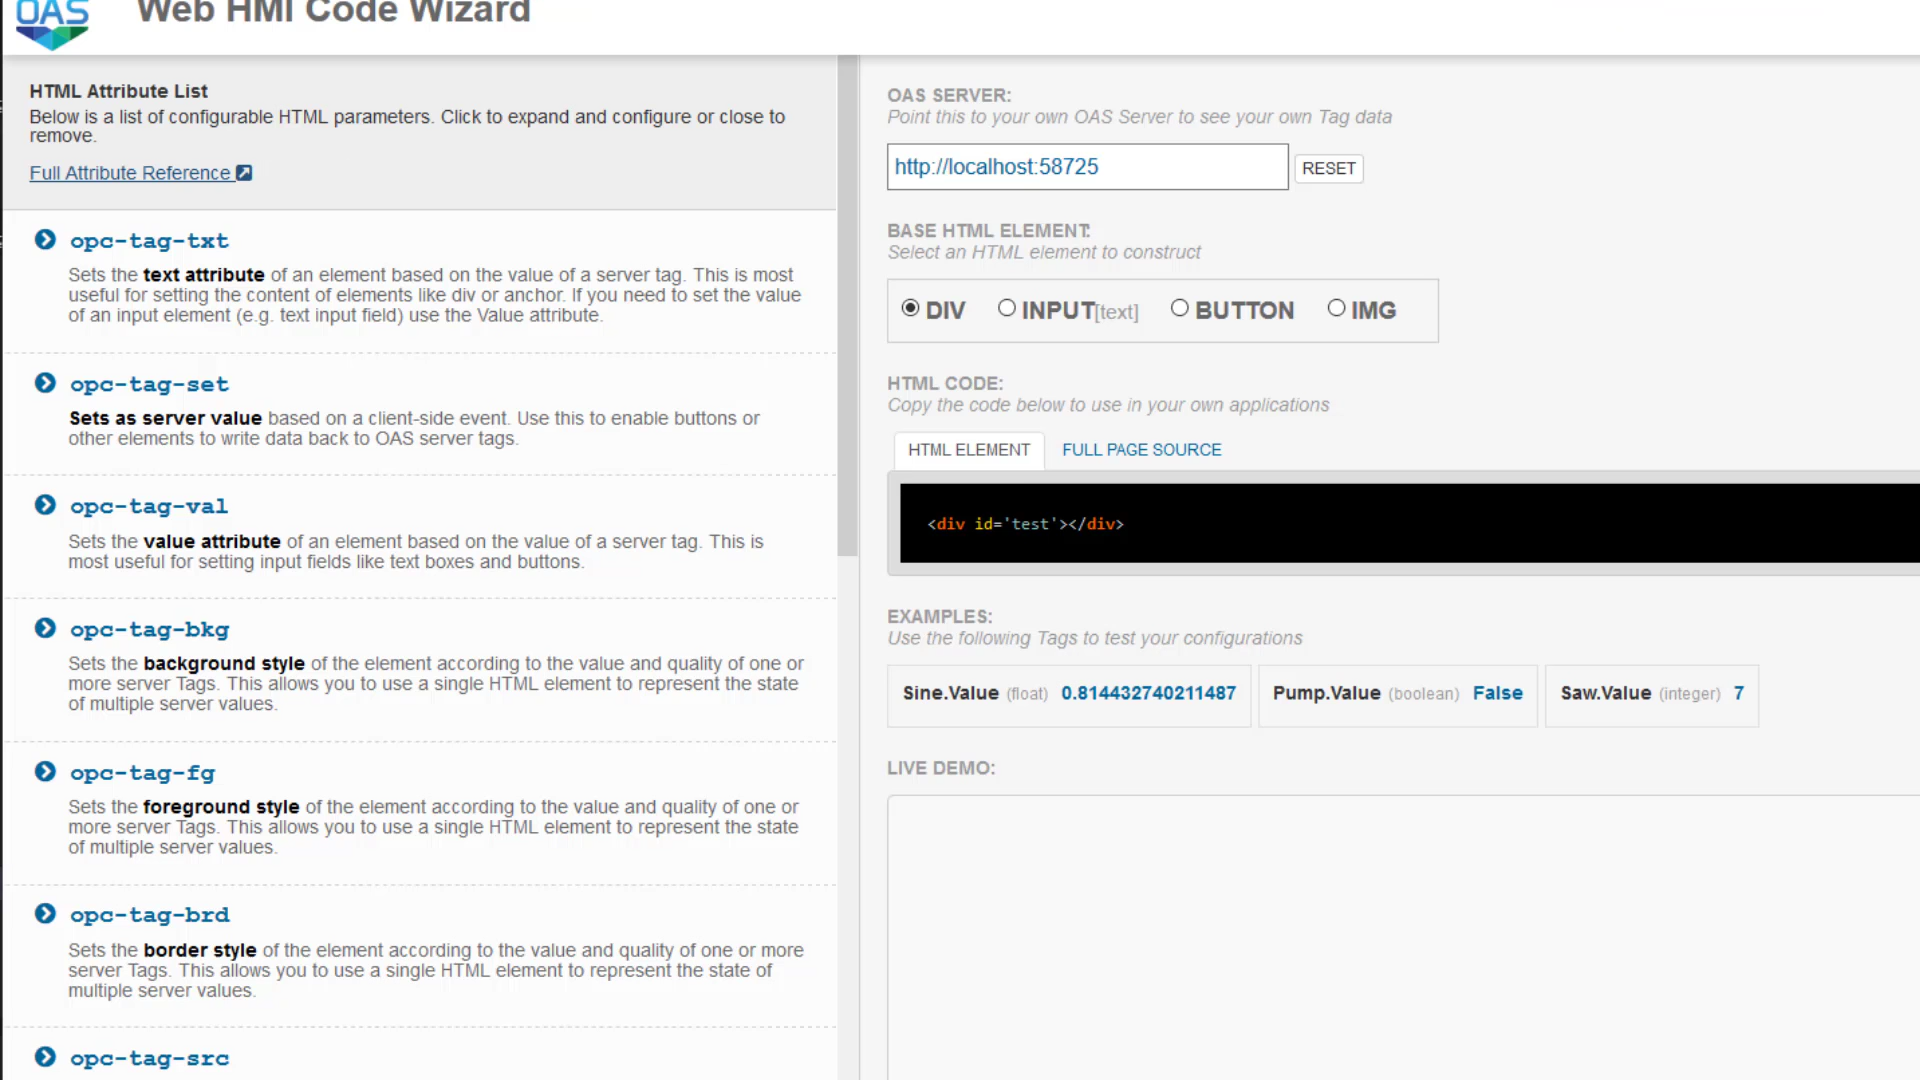 OAS
Web HMI Code Wizard
HTML Attribute List
Below is a list of configurable HTML parameters. Click to expand and configure or close to
remove.
Full Attribute Reference
opc-tag-txt
Sets the text attribute of an element based on the value of a server tag. This is most
useful for setting the content of elements like div or anchor. If you need to set the value
of an input element (e.g. text input field) use the Value attribute.
opc-tag-set
Sets as server value based on a client-side event. Use this to enable buttons or
other elements to write data back to OAS server tags.
opc-tag-val
Sets the value attribute of an element based on the value of a server tag. This is
most useful for setting input fields like text boxes and buttons.
opc-tag-bkg
Sets the background style of the element according to the value and quality of one or
more server Tags. This allows you to use a single HTML element to represent the state
of multiple server values.
opc-tag-fg
Sets the foreground style of the element according to the value and quality of one or
more server Tags. This allows you to use a single HTML element to represent the state
of multiple server values.
opc-tag-brd
Sets the border style of the element according to the value and quality of one or more
server Tags. This allows you to use a single HTML element to represent the state of
multiple server values.
opc-tag-src
OAS SERVER:
Point this to your own OAS Server to see your own Tag data
http://localhost:58725 RESET
BASE HTML ELEMENT:
Select an HTML element to construct
DIV INPUT[text] BUTTON IMG
HTML CODE:
Copy the code below to use in your own applications
HTML ELEMENT FULL PAGE SOURCE
<div id='test'></div>
EXAMPLES:
Use the following Tags to test your configurations
Sine.Value (float) 0.814432740211487 Pump.Value (boolean) False Saw.Value (integer) 7
LIVE DEMO: